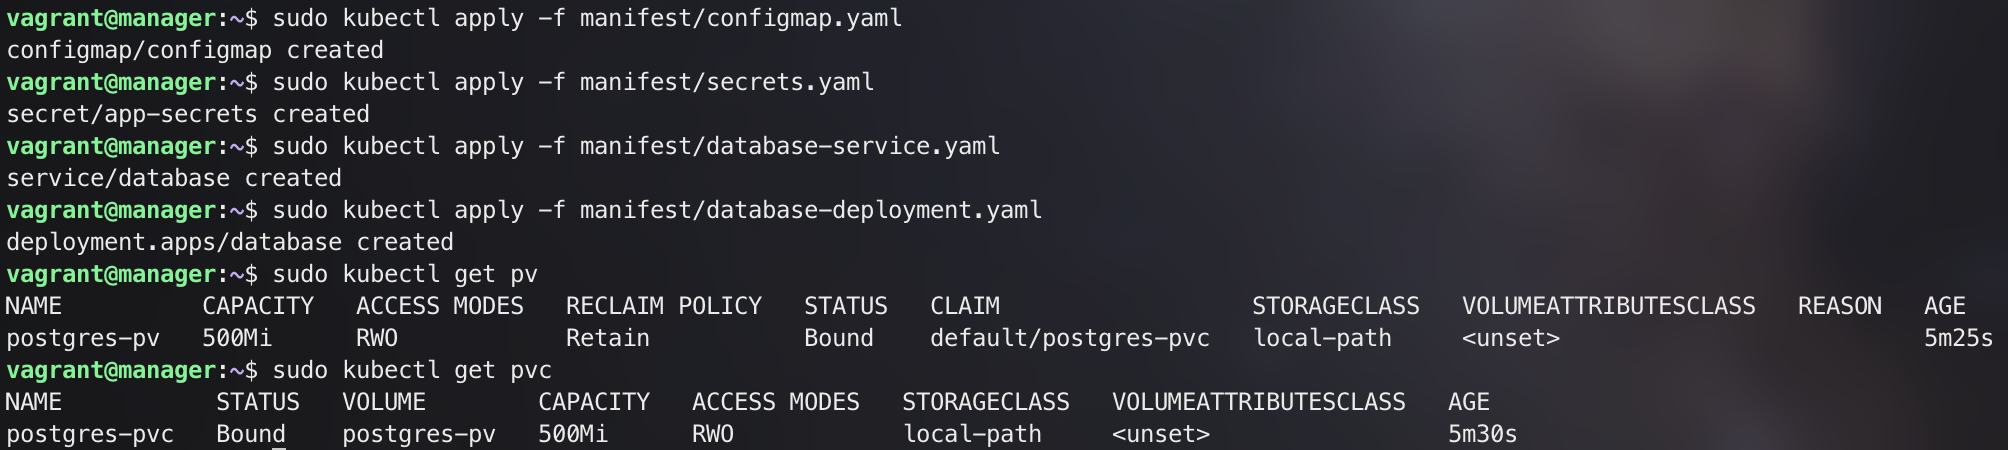 vagrant@manager:~$ sudo kubectl apply -f manifest/configmap.yaml
configmap/configmap created
vagrant@manager:~$ sudo kubectl apply -f manifest/secrets.yaml
secret/app-secrets created
vagrant@manager:~$ sudo kubectl apply -f manifest/database-service.yaml
service/database created
vagrant@manager:~$ sudo kubectl apply -f manifest/database-deployment.yaml
deployment.apps/database created
vagrant@manager:~$ sudo kubectl get pv
NAME CAPACITY ACCESS MODES RECLAIM POLICY STATUS CLAIM STORAGECLASS VOLUMEATTRIBUTESCLASS REASON AGE
postgres-pv 500Mi RWO Retain Bound default/postgres-pvc local-path <unset> 5m25s
vagrant@manager:~$ sudo kubectl get pvc
NAME STATUS VOLUME CAPACITY ACCESS MODES STORAGECLASS VOLUMEATTRIBUTESCLASS AGE
postgres-pvc Bound postgres-pv 500Mi RWO local-path <unset> 5m30s